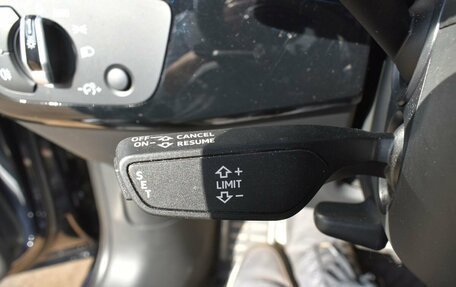 OFF CANCEL
ON RESUME
SET
+
LIMIT
-